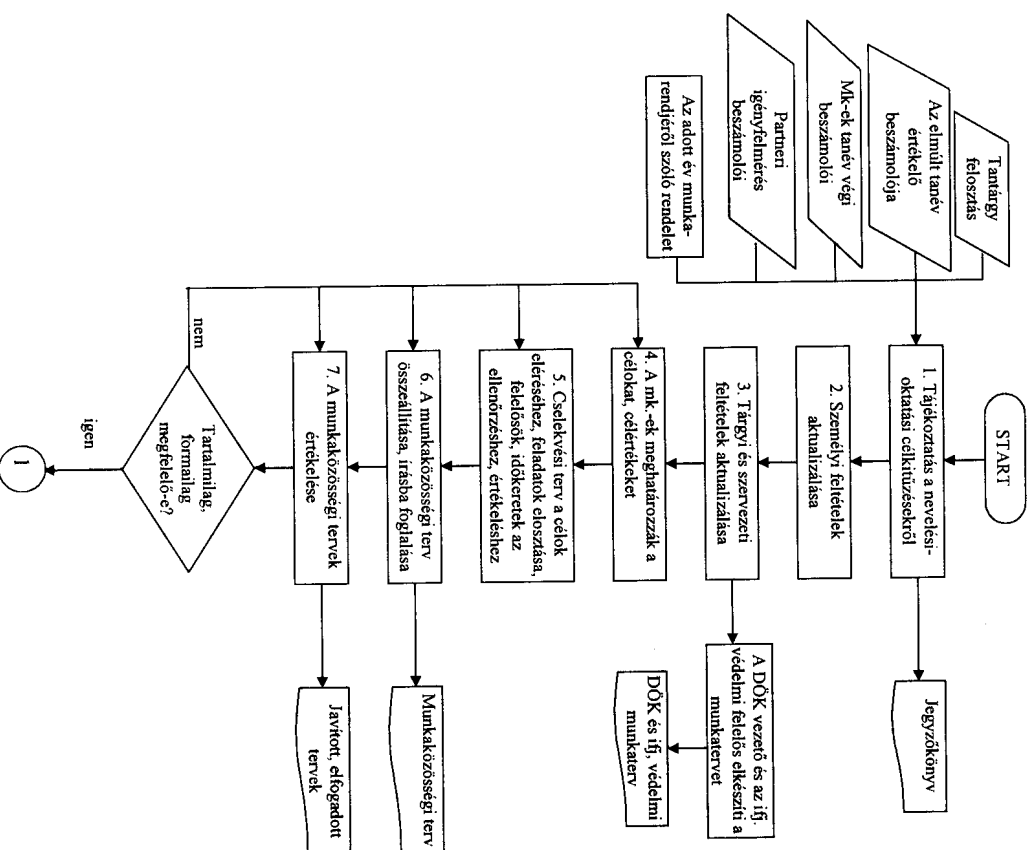 START
Tantárgy
felosztás
Az elmúlt tanév
értékelő
beszámolója
Mk-ek tanév végi
beszámolói
Partneri
igényfelmérés
beszámolói
Az adott év munka-
rendjéről szóló rendelet
1. Tájékoztatás a nevelési-
oktatási célkitűzésekről
Jegyzőkönyv
2. Személyi feltételek
aktualizálása
3. Tárgyi és szervezeti
feltételek aktualizálása
A DÖK vezető és az ifj.
védelmi felelős elkészíti a
munkatervet
DÖK és ifj, védelmi
munkaterv
4. A mk.-ek meghatározzák a
célokat, célértékeket
5. Cselekvési terv a célok
eléréséhez, feladatok elosztása,
felelősök, időkeretek az
ellenőrzéshez, értékeléshez
6. A munkaközösségi terv
összeállítása, írásba foglalása
Munkaközösségi terv
7. A munkaközösségi tervek
értékelése
Javított, elfogadott
tervek
nem
Tartalmilag,
formailag
megfelelő-e?
igen
1